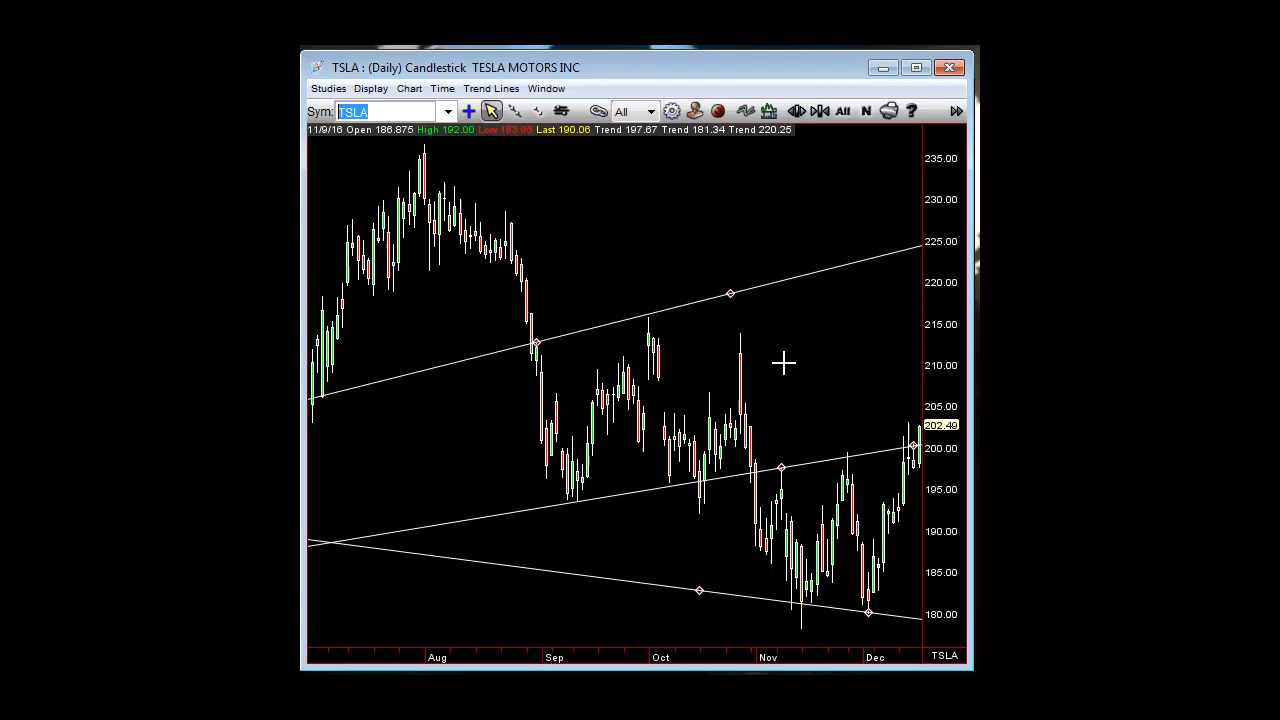 TSLA : (Daily) Candlestick TESLA MOTORS INC
Studies Display Chart Time Trend Lines Window
Sym: TSLA All All N ?
11/9/16 Open 186.875 High 192.00 Low 183.95 Last 190.06 Trend 197.67 Trend 181.34 Trend 220.25
235.00
230.00
225.00
220.00
215.00
210.00
205.00
202.49
200.00
195.00
190.00
185.00
180.00
Aug Sep Oct Nov Dec TSLA